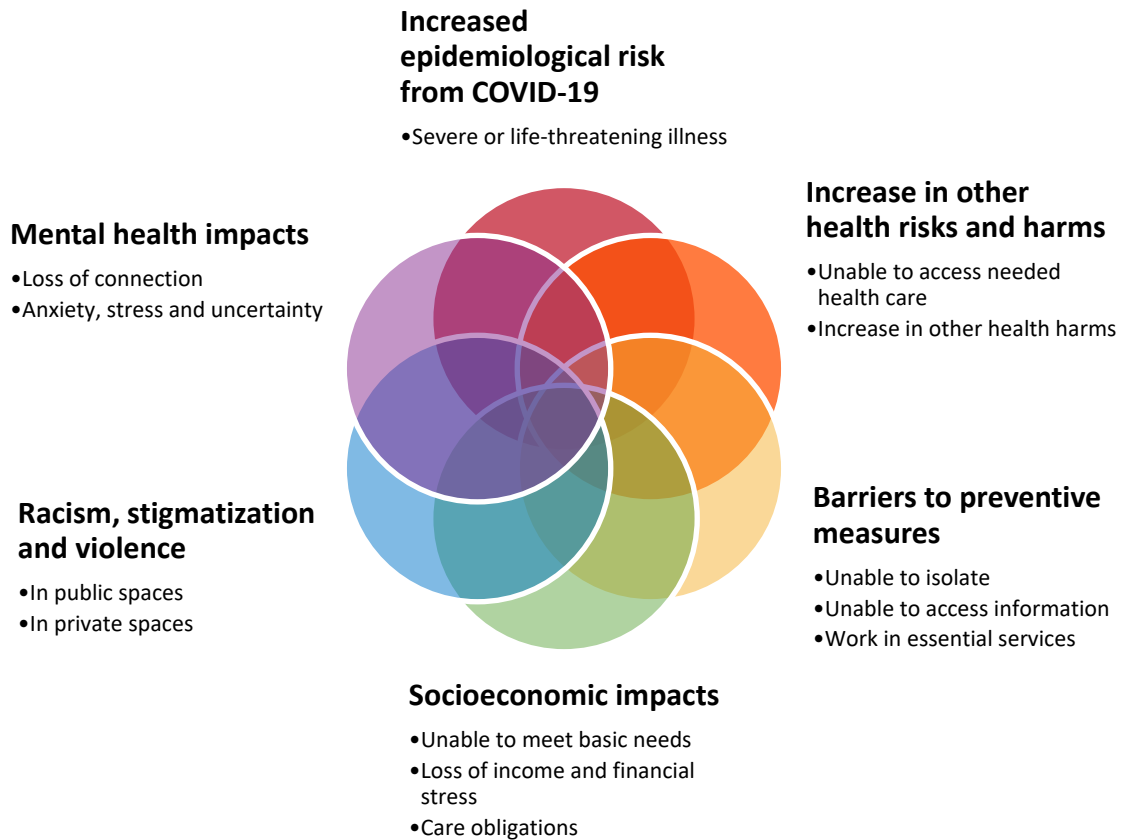 Increased
epidemiological risk
from COVID-19
•Severe or life-threatening illness
Increase in other
health risks and harms
•Unable to access needed
health care
•Increase in other health harms
Barriers to preventive
measures
•Unable to isolate
•Unable to access information
•Work in essential services
Socioeconomic impacts
•Unable to meet basic needs
•Loss of income and financial
stress
•Care obligations
Racism, stigmatization
and violence
•In public spaces
•In private spaces
Mental health impacts
•Loss of connection
•Anxiety, stress and uncertainty